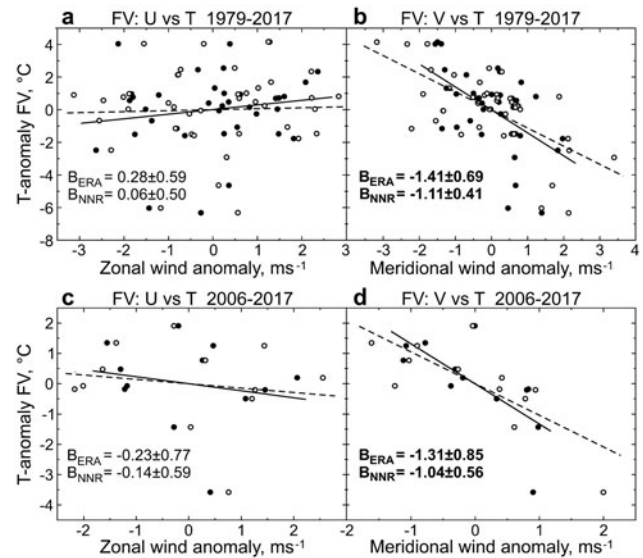 a FV: U vs T 1979-2017
b FV: V vs T 1979-2017
T-anomaly FV, °C
4
2
0
-2
-4
-6
-8
B_ERA = 0.28±0.59
B_NNR = 0.06±0.50
B_ERA = -1.41±0.69
B_NNR = -1.11±0.41
-3 -2 -1 0 1 2
-4 -3 -2 -1 0 1 2 3 4
Zonal wind anomaly, ms-1
Meridional wind anomaly, ms-1
c FV: U vs T 2006-2017
d FV: V vs T 2006-2017
T-anomaly FV, °C
2
1
0
-1
-2
-3
-4
B_ERA = -0.23±0.77
B_NNR = -0.14±0.59
B_ERA = -1.31±0.85
B_NNR = -1.04±0.56
-2 -1 0 1 2
-2 -1 0 1 2
Zonal wind anomaly, ms-1
Meridional wind anomaly, ms-1